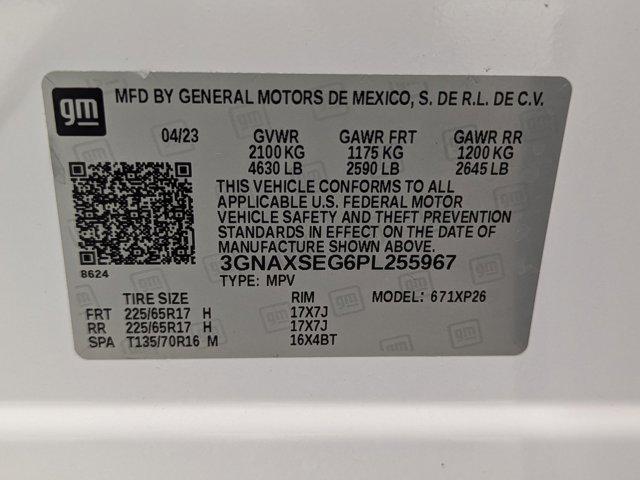 gm MFD BY GENERAL MOTORS DE MEXICO, S. DE R.L. DE C.V.
04/23 GVWR GAWR FRT GAWR RR
2100 KG 1175 KG 1200 KG
4630 LB 2590 LB 2645 LB
THIS VEHICLE CONFORMS TO ALL
APPLICABLE U.S. FEDERAL MOTOR
VEHICLE SAFETY AND THEFT PREVENTION
STANDARDS IN EFFECT ON THE DATE OF
MANUFACTURE SHOWN ABOVE.
8624 3GNAXSEG6PL255967
TYPE: MPV
TIRE SIZE RIM MODEL: 671XP26
FRT 225/65R17 H 17X7J
RR 225/65R17 H 17X7J
SPA T135/70R16 M 16X4BT